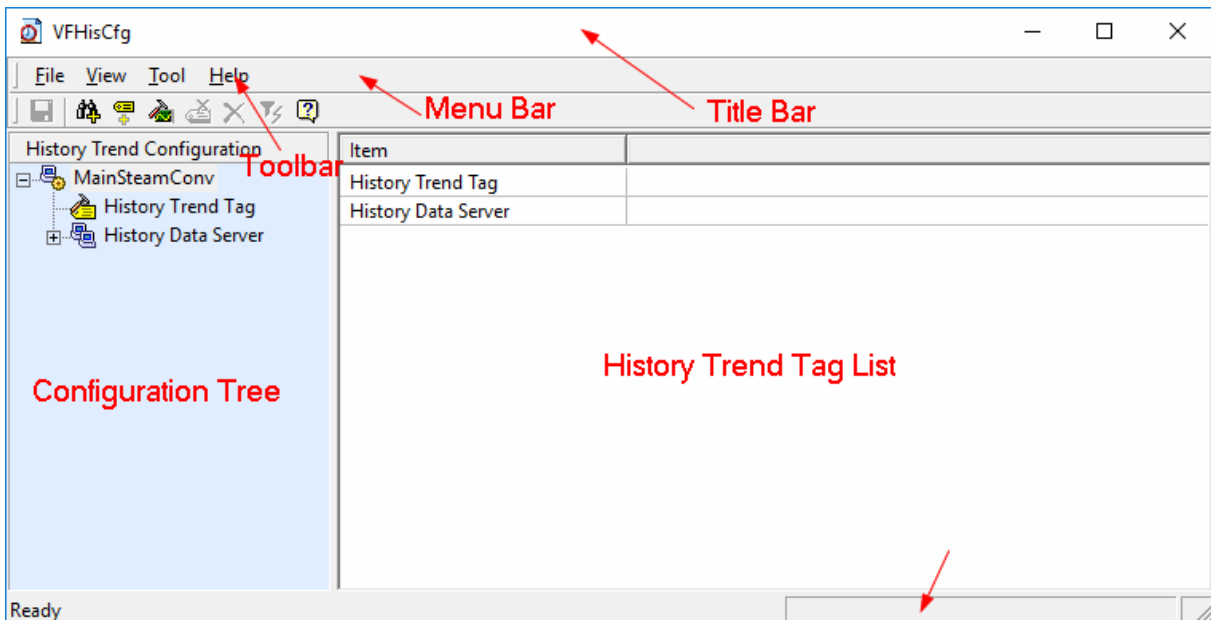 VFHisCfg
File View Tool Help
Menu Bar
Title Bar
History Trend Configuration
Toolbar
Item
MainSteamConv
History Trend Tag
History Trend Tag
History Data Server
History Data Server
History Trend Tag List
Configuration Tree
Ready